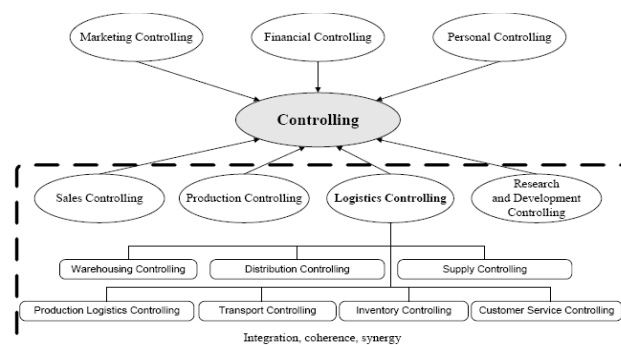 Marketing Controlling
Financial Controlling
Personal Controlling
Controlling
Sales Controlling
Production Controlling
Logistics Controlling
Research
and Development
Controlling
Warehousing Controlling
Distribution Controlling
Supply Controlling
Production Logistics Controlling
Transport Controlling
Inventory Controlling
Customer Service Controlling
Integration, coherence, synergy